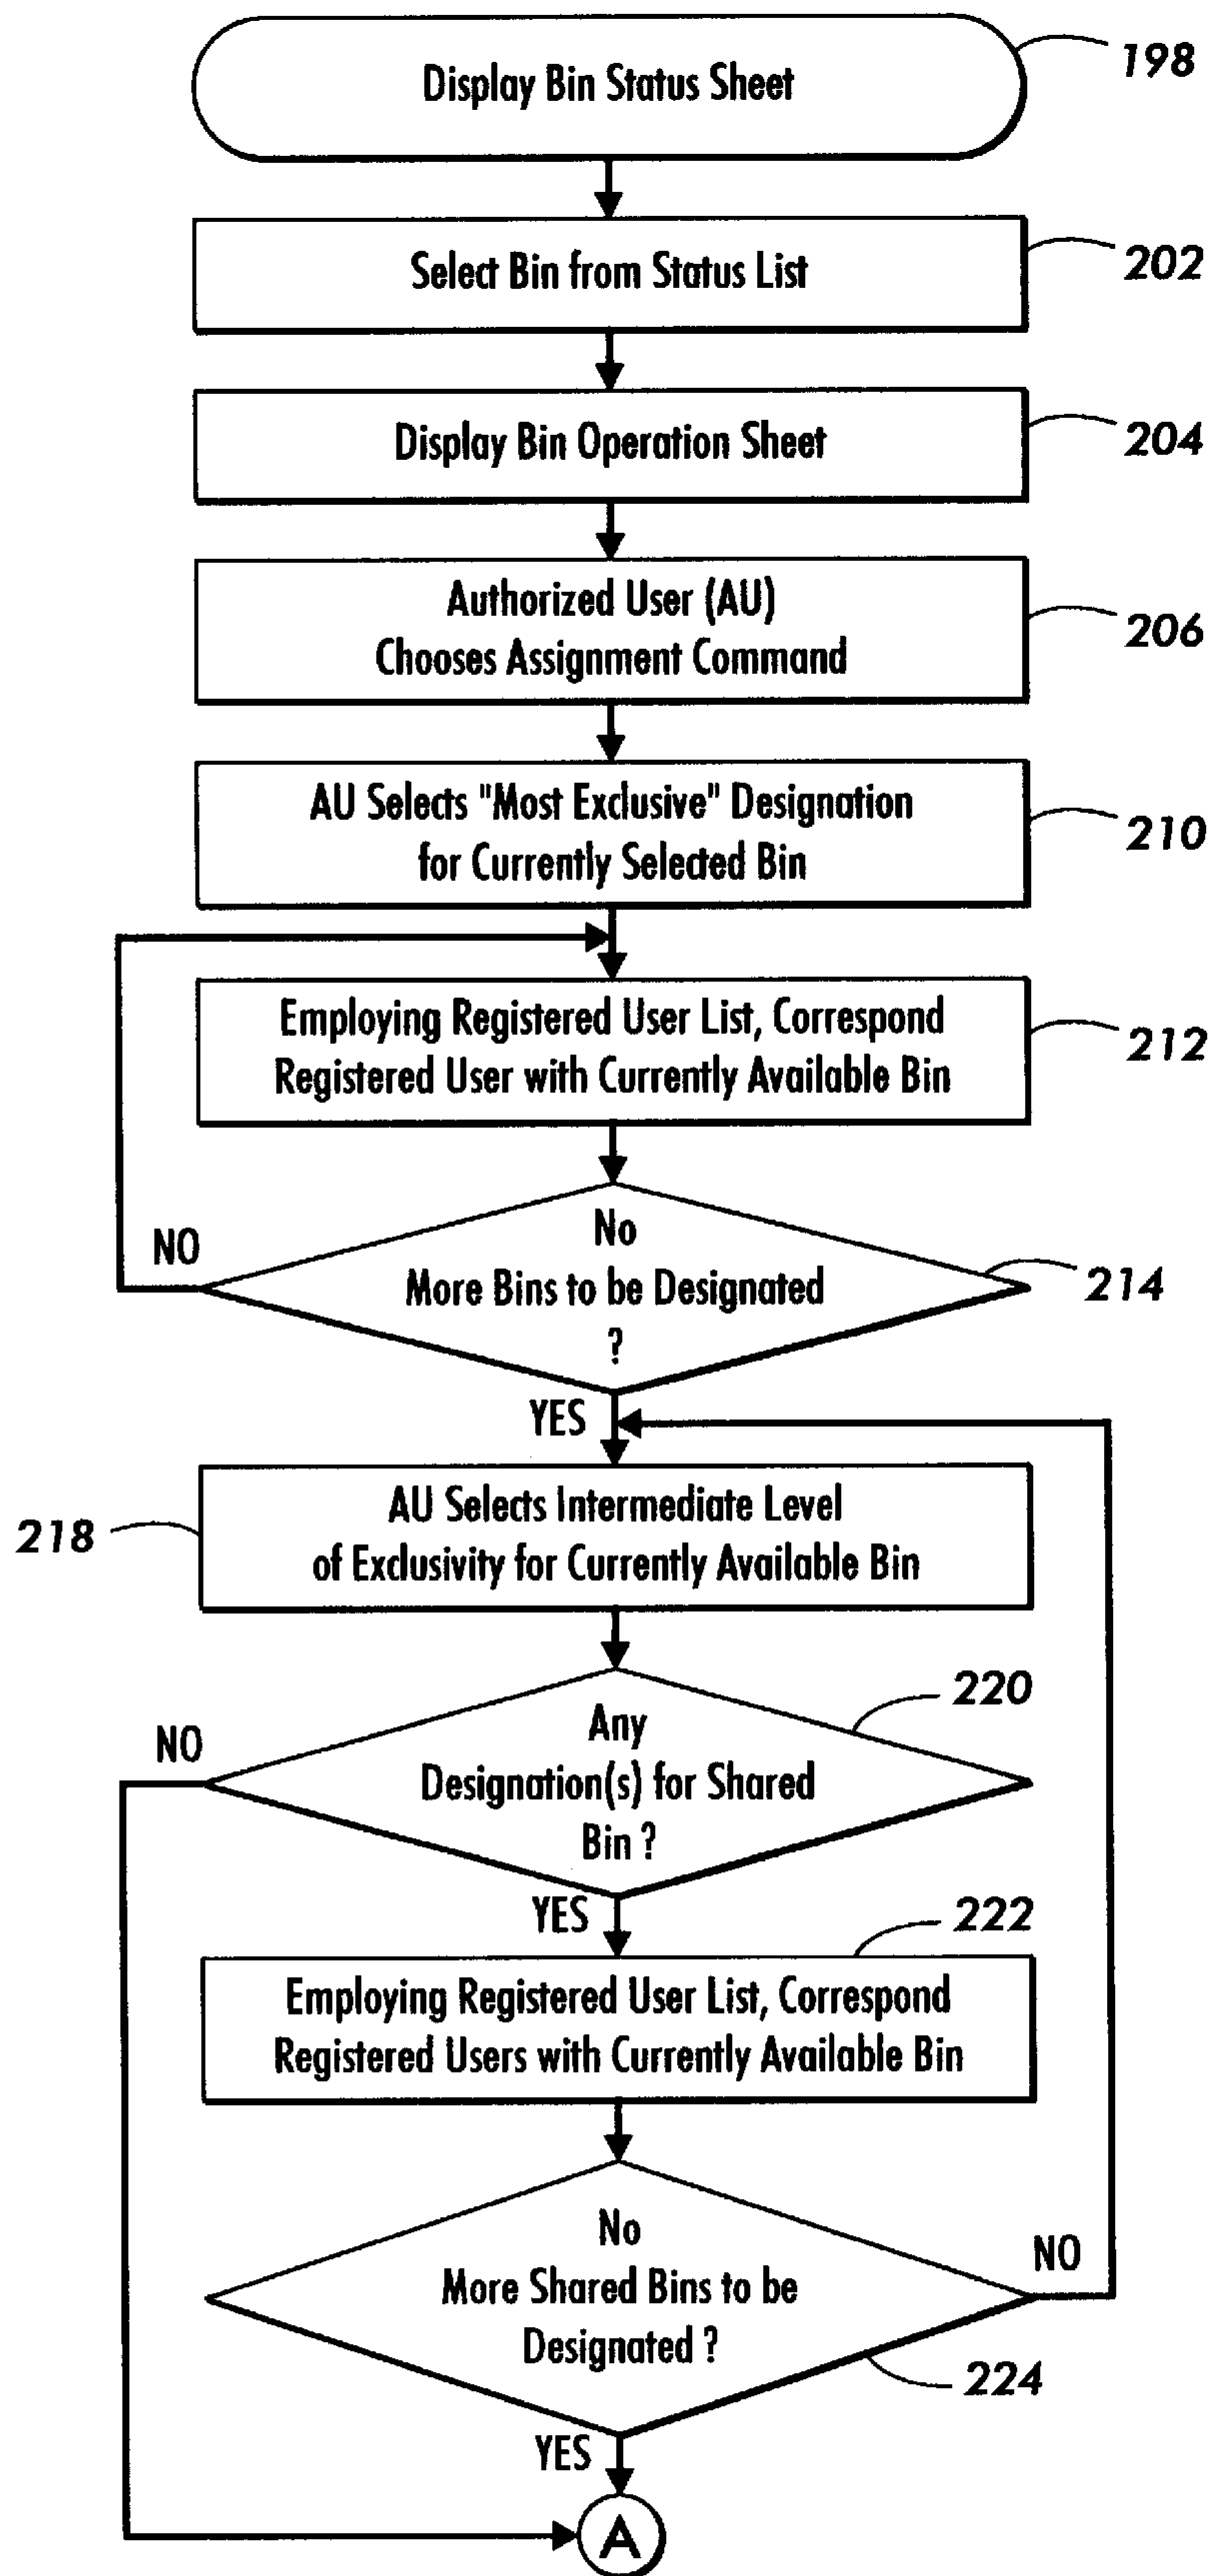 Display Bin Status Sheet
198
Select Bin from Status List
202
Display Bin Operation Sheet
204
Authorized User (AU)
Chooses Assignment Command
206
AU Selects "Most Exclusive" Designation
for Currently Selected Bin
210
Employing Registered User List, Correspond
Registered User with Currently Available Bin
212
No
More Bins to be Designated
?
NO
214
YES
AU Selects Intermediate Level
of Exclusivity for Currently Available Bin
218
Any
Designation(s) for Shared
Bin ?
NO
220
YES
222
Employing Registered User List, Correspond
Registered Users with Currently Available Bin
No
More Shared Bins to be
Designated ?
NO
224
YES
A